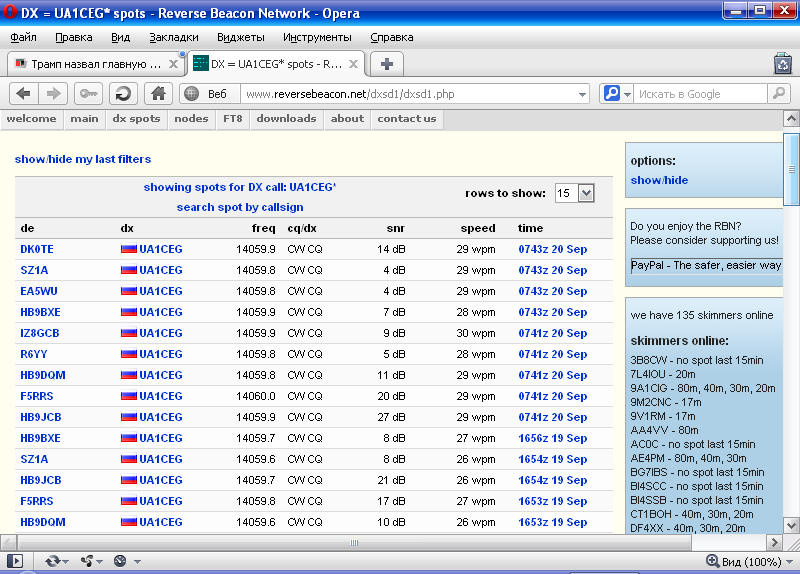 DX = UA1CEG* spots - Reverse Beacon Network - Opera
Файл Правка Вид Закладки Виджеты Инструменты Справка
Трамп назвал главную ... DX = UA1CEG* spots - R...
Веб www.reversebeacon.net/dxsd1/dxsd1.php Искать в Google
welcome main dx spots nodes FT8 downloads about contact us
show/hide my last filters
showing spots for DX call: UA1CEG*
search spot by callsign
rows to show: 15
de dx freq cq/dx snr speed time
DK0TE UA1CEG 14059.9 CW CQ 14 dB 29 wpm 0743z 20 Sep
SZ1A UA1CEG 14059.8 CW CQ 4 dB 29 wpm 0743z 20 Sep
EA5WU UA1CEG 14059.8 CW CQ 4 dB 29 wpm 0743z 20 Sep
HB9BXE UA1CEG 14059.9 CW CQ 7 dB 28 wpm 0743z 20 Sep
IZ8GCB UA1CEG 14059.9 CW CQ 9 dB 30 wpm 0741z 20 Sep
R6YY UA1CEG 14059.8 CW CQ 5 dB 28 wpm 0741z 20 Sep
HB9DQM UA1CEG 14059.8 CW CQ 11 dB 29 wpm 0741z 20 Sep
F5RRS UA1CEG 14060.0 CW CQ 20 dB 29 wpm 0741z 20 Sep
HB9JCB UA1CEG 14059.9 CW CQ 27 dB 29 wpm 0741z 20 Sep
HB9BXE UA1CEG 14059.7 CW CQ 8 dB 27 wpm 1656z 19 Sep
SZ1A UA1CEG 14059.6 CW CQ 8 dB 26 wpm 1654z 19 Sep
HB9JCB UA1CEG 14059.7 CW CQ 21 dB 26 wpm 1654z 19 Sep
F5RRS UA1CEG 14059.8 CW CQ 17 dB 27 wpm 1653z 19 Sep
HB9DQM UA1CEG 14059.6 CW CQ 10 dB 26 wpm 1653z 19 Sep
options:
show/hide
Do you enjoy the RBN?
Please consider supporting us!
PayPal - The safer, easier way
we have 135 skimmers online
skimmers online:
3B8CW - no spot last 15min
7L4IOU - 20m
9A1CIG - 80m, 40m, 30m, 20m
9M2CNC - 17m
9V1RM - 17m
AA4VV - 80m
AC0C - no spot last 15min
AE4PM - 80m, 40m, 30m
BG7IBS - no spot last 15min
BI4SCC - no spot last 15min
BI4SSB - no spot last 15min
CT1BOH - 40m, 30m, 20m
DF4XX - 40m, 30m, 20m
Вид (100%)